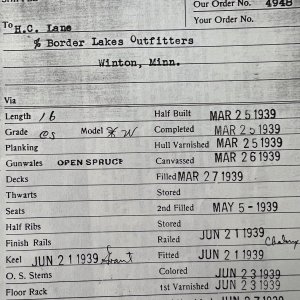 Our Order No. 4948
To H.C. Lane
Your Order No.
% Border Lakes Outfitters
Winton, Minn.
Via
Length 16 Half Built MAR 25 1939
Grade CS Model W Completed MAR 25 1939
Planking Hull Varnished MAR 25 1939
Gunwales OPEN SPRUCE Canvassed MAR 26 1939
Decks Filled MAR 27 1939
Thwarts Stored
Seats 2nd Filled MAY 5 - 1939
Half Ribs Stored
Finish Rails Railed JUN 21 1939
Keel JUN 21 1939 Fitted JUN 21 1939
O. S. Stems Colored JUN 23 1939
Floor Rack 1st Varnished JUN 23 1939